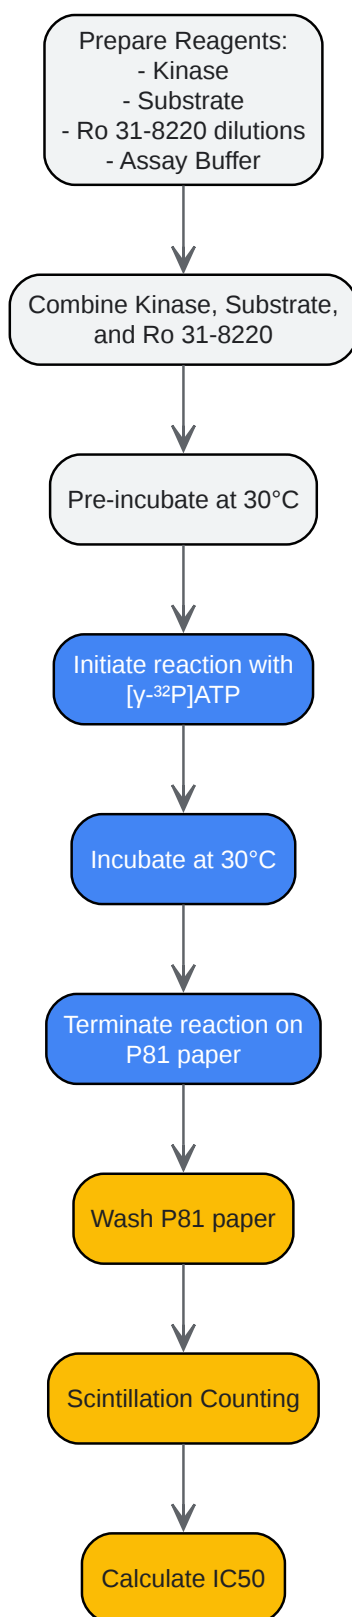 Prepare Reagents:
- Kinase
- Substrate
- Ro 31-8220 dilutions
- Assay Buffer
Combine Kinase, Substrate,
and Ro 31-8220
Pre-incubate at 30°C
Initiate reaction with
[γ-³²P]ATP
Incubate at 30°C
Terminate reaction on
P81 paper
Wash P81 paper
Scintillation Counting
Calculate IC50